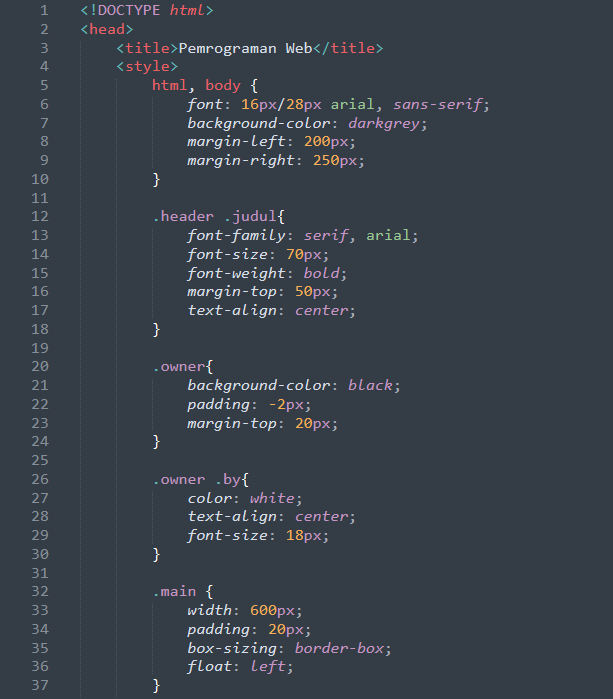 1 <!DOCTYPE html>
2 <head>
3 <title>Pemrograman Web</title>
4 <style>
5 html, body {
6 font: 16px/28px arial, sans-serif;
7 background-color: darkgrey;
8 margin-left: 200px;
9 margin-right: 250px;
10 }
11
12 .header .judul{
13 font-family: serif, arial;
14 font-size: 70px;
15 font-weight: bold;
16 margin-top: 50px;
17 text-align: center;
18 }
19
20 .owner{
21 background-color: black;
22 padding: -2px;
23 margin-top: 20px;
24 }
25
26 .owner .by{
27 color: white;
28 text-align: center;
29 font-size: 18px;
30 }
31
32 .main {
33 width: 600px;
34 padding: 20px;
35 box-sizing: border-box;
36 float: left;
37 }